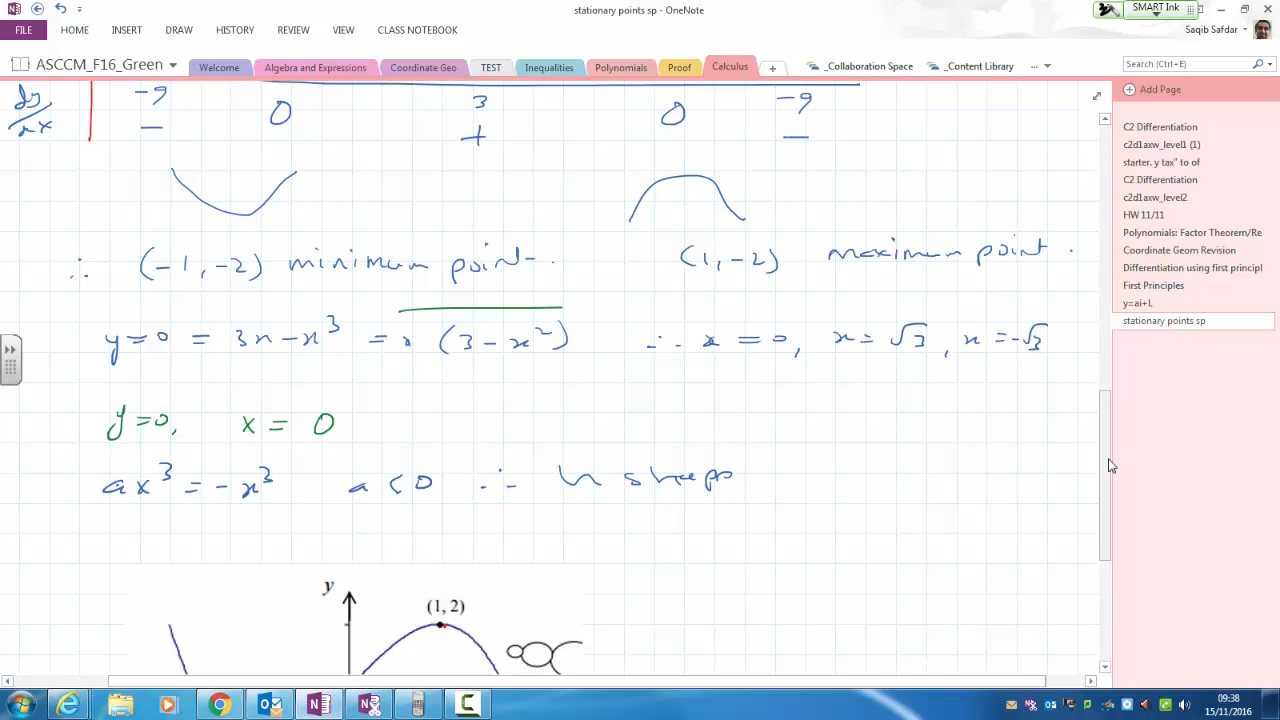 stationary points sp - OneNote
SMART Ink
FILE HOME INSERT DRAW HISTORY REVIEW VIEW CLASS NOTEBOOK
Saqib Safdar
ASCCM_F16_Green Welcome Algebra and Expressions Coordinate Geo TEST Inequalities Polynomials Proof Calculus + _Collaboration Space _Content Library ...
Search (Ctrl+E)
Add Page
C2 Differentiation
c2d1axw_level1 (1)
starter. y tax" to of
C2 Differentiation
c2d1axw_level2
HW 11/11
Polynomials: Factor Theorem/Re
Coordinate Geom Revision
Differentiation using first principl
First Principles
y=ai+l,
stationary points sp
dy/dx -9 0 3 0 -9
− + −
∴ (-1, -2) minimum point. (1, -2) maximum point.
y=0 = 3x-x³ = x(3-x²) ∴ x=0, x=√3, x=-√3
y=0, x= 0
ax³ = -x³ a<0 ∴
y
(1, 2)
09:38
15/11/2016